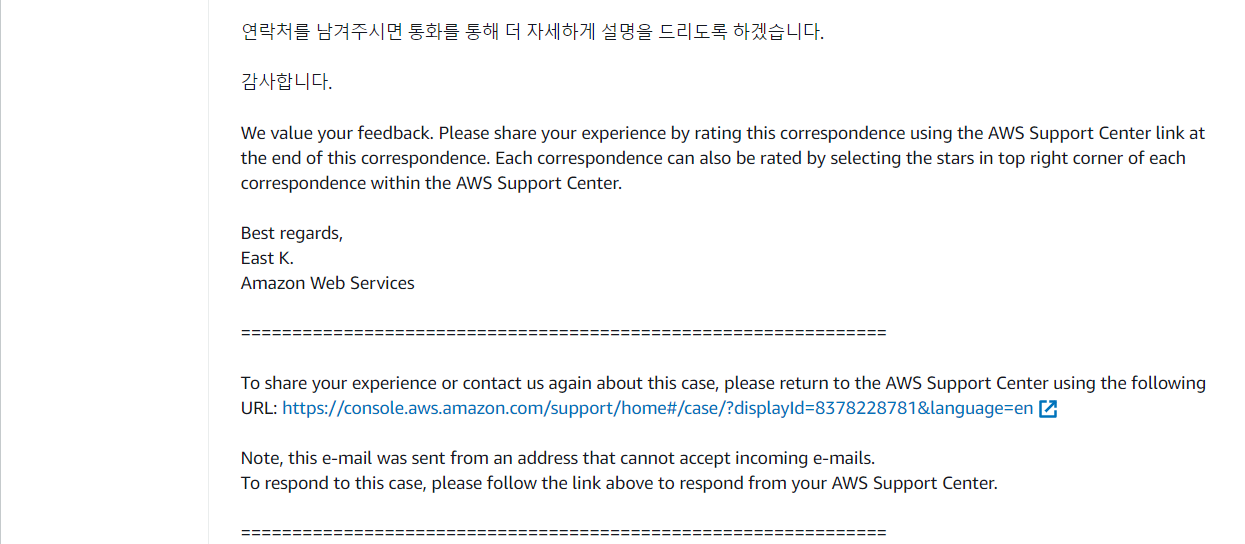 연락처를 남겨주시면 통화를 통해 더 자세하게 설명을 드리도록 하겠습니다.
감사합니다.
We value your feedback. Please share your experience by rating this correspondence using the AWS Support Center link at
the end of this correspondence. Each correspondence can also be rated by selecting the stars in top right corner of each
correspondence within the AWS Support Center.
Best regards,
East K.
Amazon Web Services
===============================================================
To share your experience or contact us again about this case, please return to the AWS Support Center using the following
URL: https://console.aws.amazon.com/support/home#/case/?displayId=8378228781&language=en
Note, this e-mail was sent from an address that cannot accept incoming e-mails.
To respond to this case, please follow the link above to respond from your AWS Support Center.
===============================================================